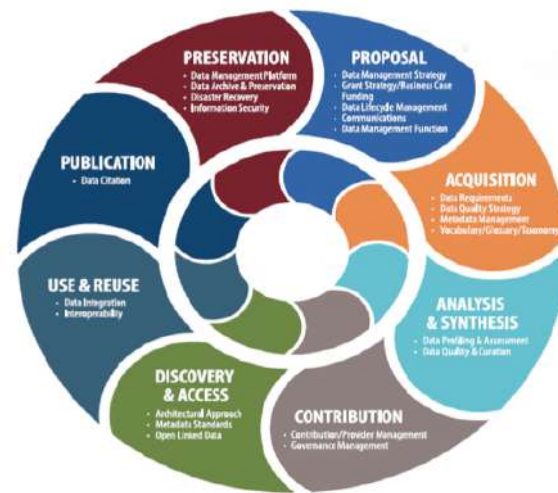 PRESERVATION
• Data Management Platform
• Data Archive & Preservation
• Disaster Recovery
• Information Security
PROPOSAL
• Data Management Strategy
• Grant Strategy/Business Case
Funding
• Data Lifecycle Management
• Communications
• Data Management Function
ACQUISITION
• Data Requirements
• Data Quality Strategy
• Metadata Management
• Vocabulary/Glossary/Taxonomy
ANALYSIS
& SYNTHESIS
• Data Profiling & Assessment
• Data Quality & Curation
CONTRIBUTION
• Contribution/Provider Management
• Governance Management
DISCOVERY
& ACCESS
• Architectural Approach
• Metadata Standards
• Open Linked Data
USE & REUSE
• Data Integration
• Interoperability
PUBLICATION
• Data Citation